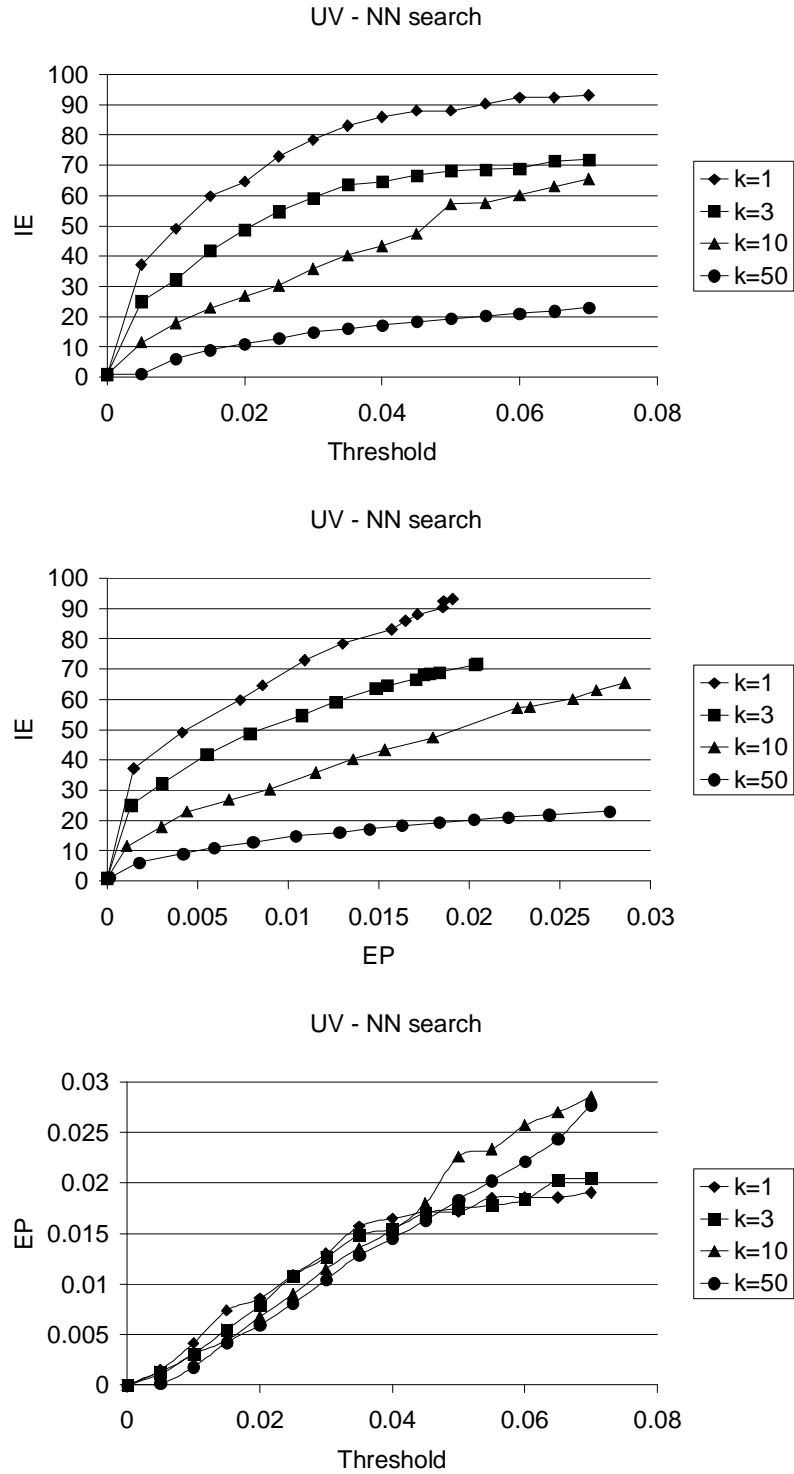 UV - NN search
100
90
80
70
60
50
40
30
20
10
0
IE
0 0.02 0.04 0.06 0.08
Threshold
k=1
k=3
k=10
k=50
UV - NN search
100
90
80
70
60
50
40
30
20
10
0
IE
0 0.005 0.01 0.015 0.02 0.025 0.03
EP
k=1
k=3
k=10
k=50
UV - NN search
0.03
0.025
0.02
0.015
0.01
0.005
0
EP
0 0.02 0.04 0.06 0.08
Threshold
k=1
k=3
k=10
k=50